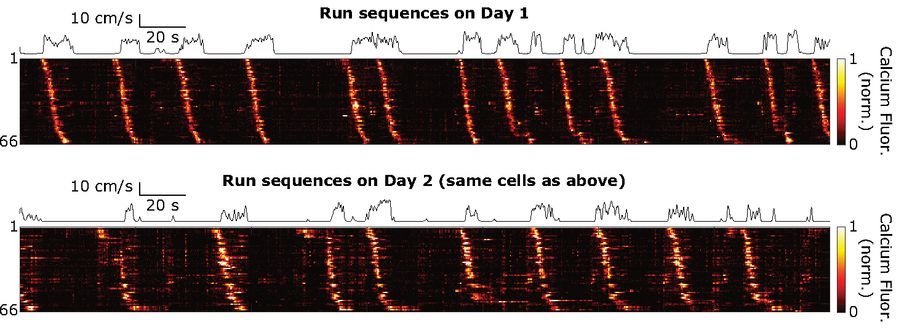 Run sequences on Day 1
10 cm/s
20 s
1
66
1
0
Calcium Fluor.
(norm.)
Run sequences on Day 2 (same cells as above)
10 cm/s
20 s
1
66
1
0
Calcium Fluor.
(norm.)